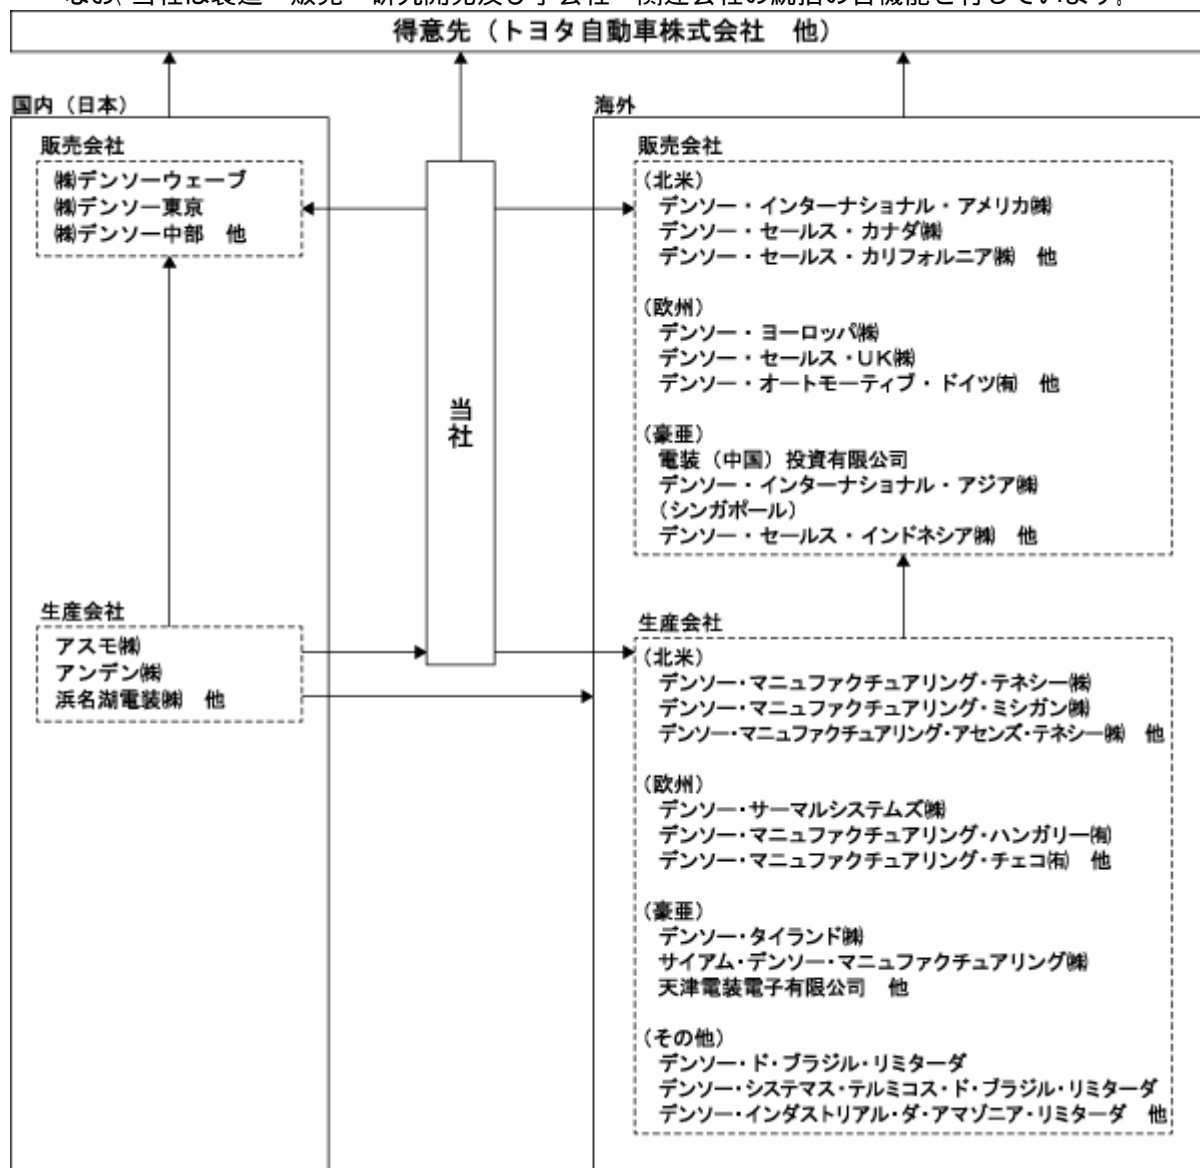 なお、当社は製造・販売・研究開発及び子会社・関連会社の統括の各機能を有しています。
得意先（トヨタ自動車株式会社　他）
国内（日本）
販売会社
㈱デンソーウェーブ
㈱デンソー東京
㈱デンソー中部　他
生産会社
アスモ㈱
アンデン㈱
浜名湖電装㈱　他
当社
海外
販売会社
（北米）
デンソー・インターナショナル・アメリカ㈱
デンソー・セールス・カナダ㈱
デンソー・セールス・カリフォルニア㈱　他
（欧州）
デンソー・ヨーロッパ㈱
デンソー・セールス・UK㈱
デンソー・オートモーティブ・ドイツ㈲　他
（豪亜）
電装（中国）投資有限公司
デンソー・インターナショナル・アジア㈱
（シンガポール）
デンソー・セールス・インドネシア㈱　他
生産会社
（北米）
デンソー・マニュファクチュアリング・テネシー㈱
デンソー・マニュファクチュアリング・ミシガン㈱
デンソー・マニュファクチュアリング・アセンズ・テネシー㈱　他
（欧州）
デンソー・サーマルシステムズ㈱
デンソー・マニュファクチュアリング・ハンガリー㈲
デンソー・マニュファクチュアリング・チェコ㈲　他
（豪亜）
デンソー・タイランド㈱
サイアム・デンソー・マニュファクチュアリング㈱
天津電装電子有限公司　他
（その他）
デンソー・ド・ブラジル・リミターダ
デンソー・システマス・テルミコス・ド・ブラジル・リミターダ
デンソー・インダストリアル・ダ・アマゾニア・リミターダ　他